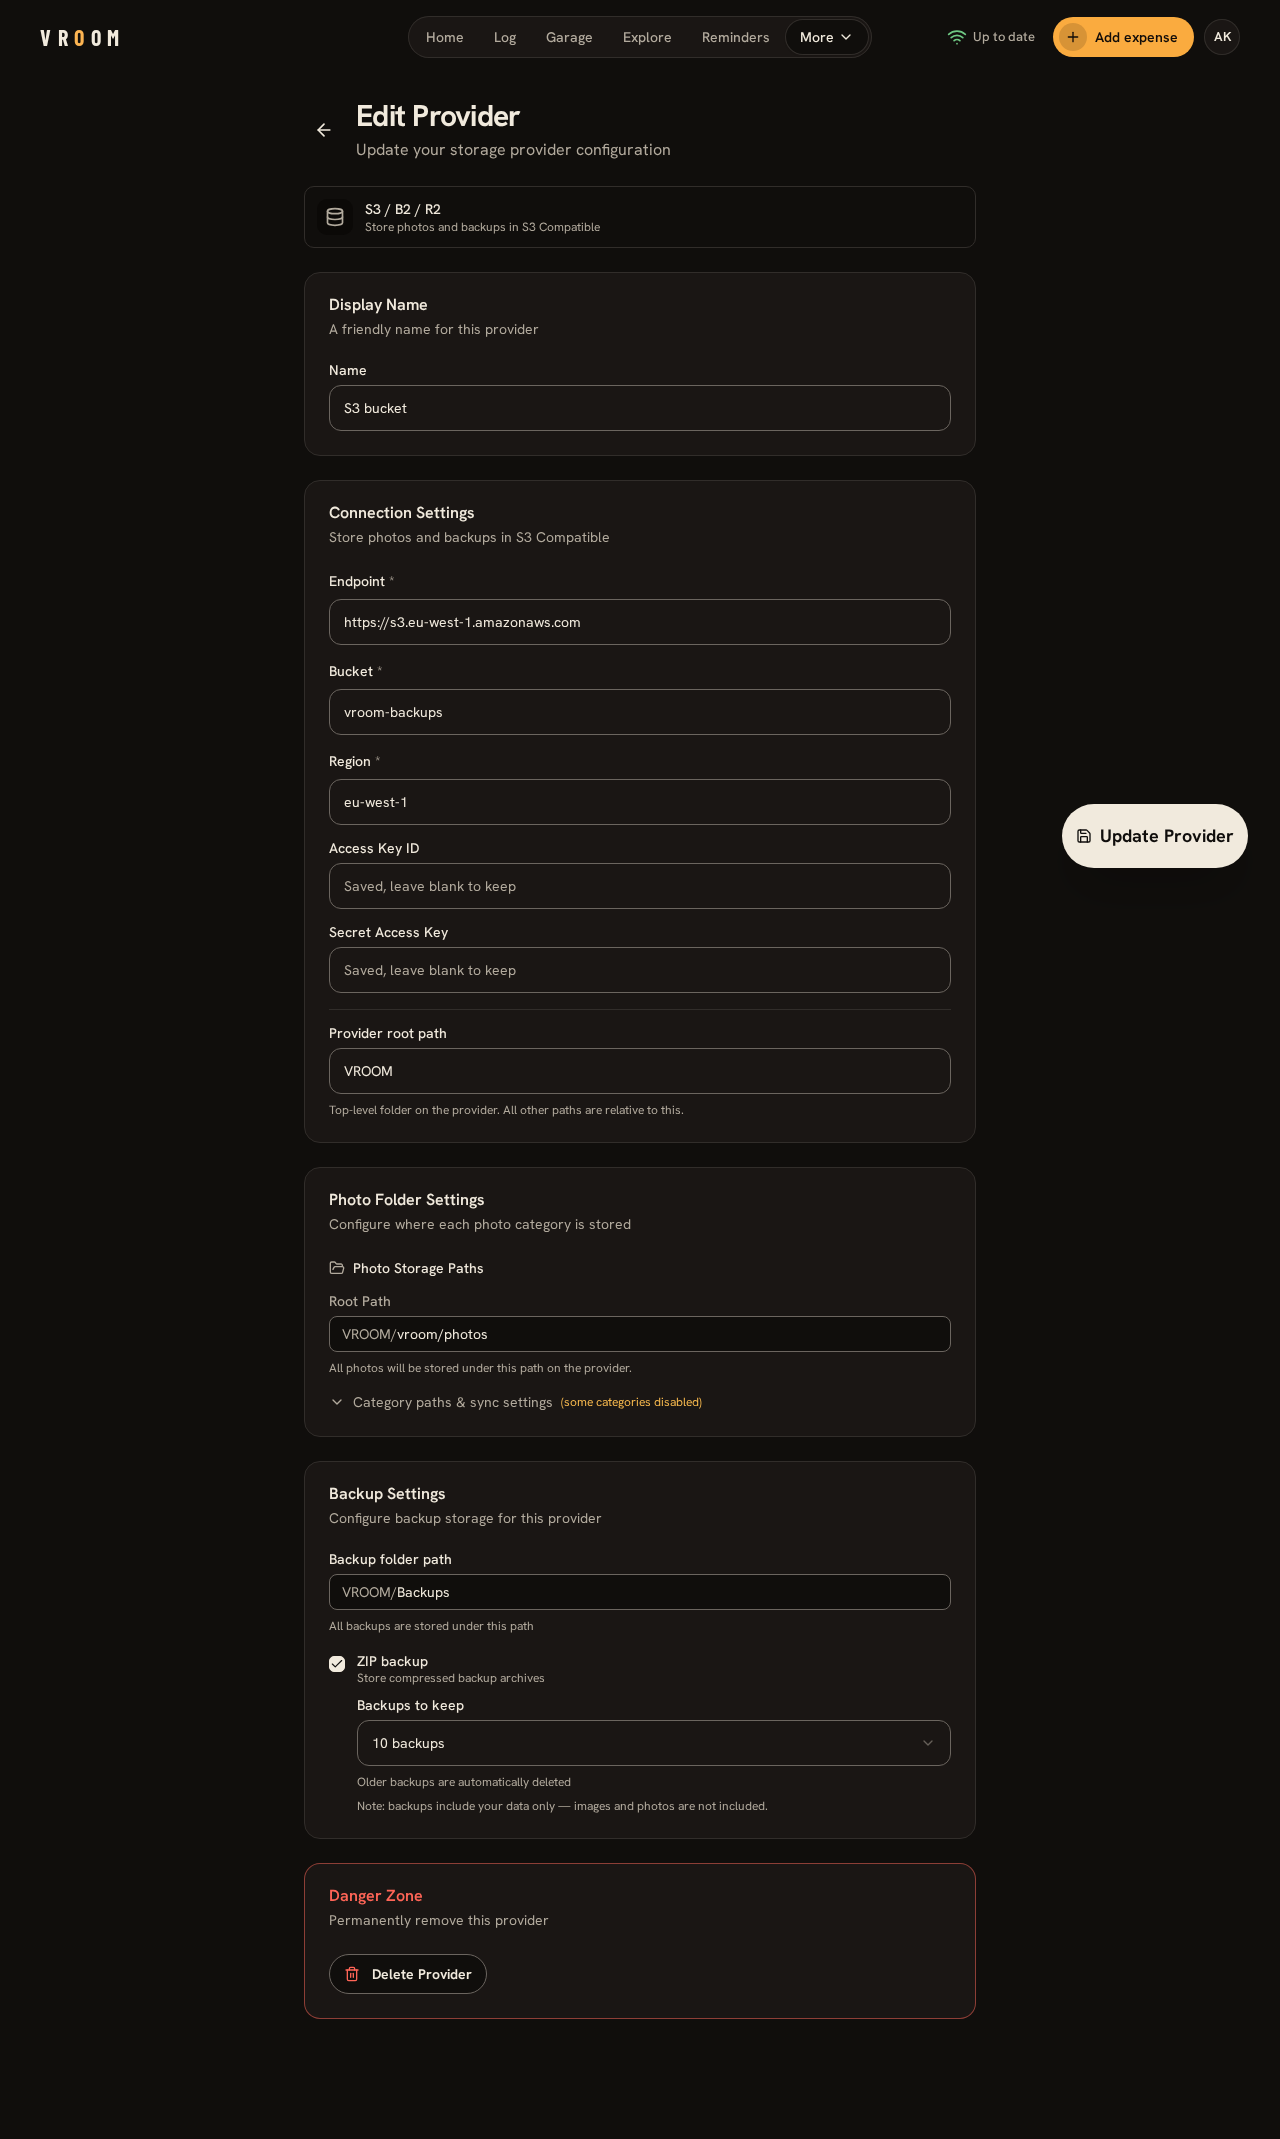 VROOM
Home
Log
Garage
Explore
Reminders
More
Up to date
Add expense
AK
Edit Provider
Update your storage provider configuration
S3 / B2 / R2
Store photos and backups in S3 Compatible
Display Name
A friendly name for this provider
Name
S3 bucket
Connection Settings
Store photos and backups in S3 Compatible
Endpoint *
https://s3.eu-west-1.amazonaws.com
Bucket *
vroom-backups
Region *
eu-west-1
Update Provider
Access Key ID
Saved, leave blank to keep
Secret Access Key
Saved, leave blank to keep
Provider root path
VROOM
Top-level folder on the provider. All other paths are relative to this.
Photo Folder Settings
Configure where each photo category is stored
Photo Storage Paths
Root Path
VROOM/vroom/photos
All photos will be stored under this path on the provider.
Category paths & sync settings (some categories disabled)
Backup Settings
Configure backup storage for this provider
Backup folder path
VROOM/Backups
All backups are stored under this path
ZIP backup
Store compressed backup archives
Backups to keep
10 backups
Older backups are automatically deleted
Note: backups include your data only — images and photos are not included.
Danger Zone
Permanently remove this provider
Delete Provider